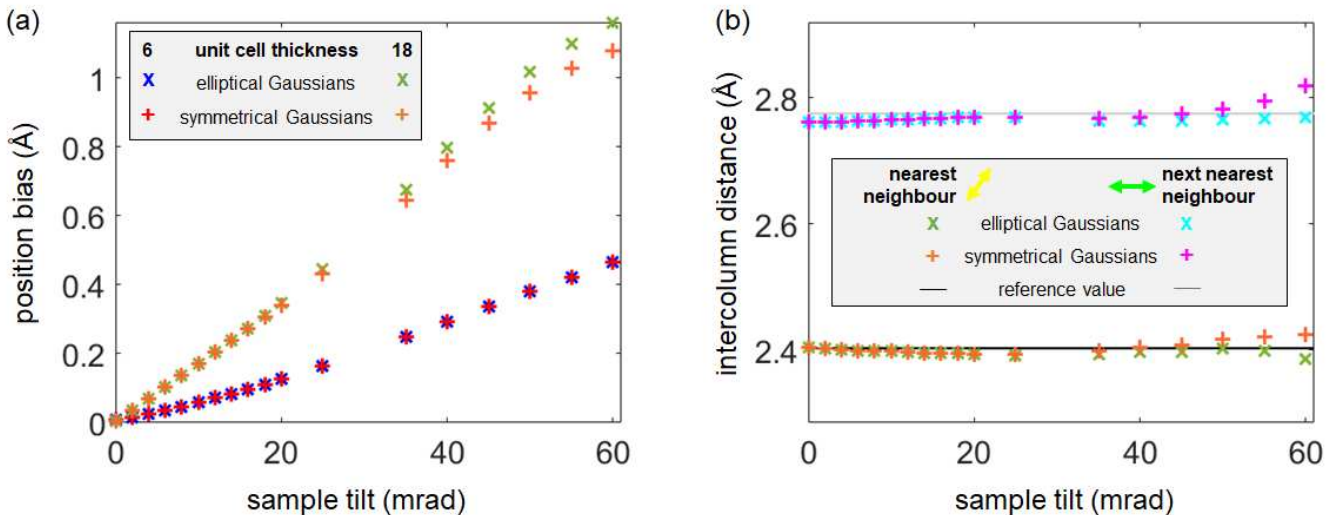 (a)
position bias (Å)
1
0.8
0.6
0.4
0.2
0
0 20 40 60
sample tilt (mrad)
6 unit cell thickness 18
x elliptical Gaussians x
+ symmetrical Gaussians +
(b)
intercolumn distance (Å)
2.8
2.6
2.4
0 20 40 60
sample tilt (mrad)
nearest next nearest
neighbour neighbour
x elliptical Gaussians x
+ symmetrical Gaussians +
reference value